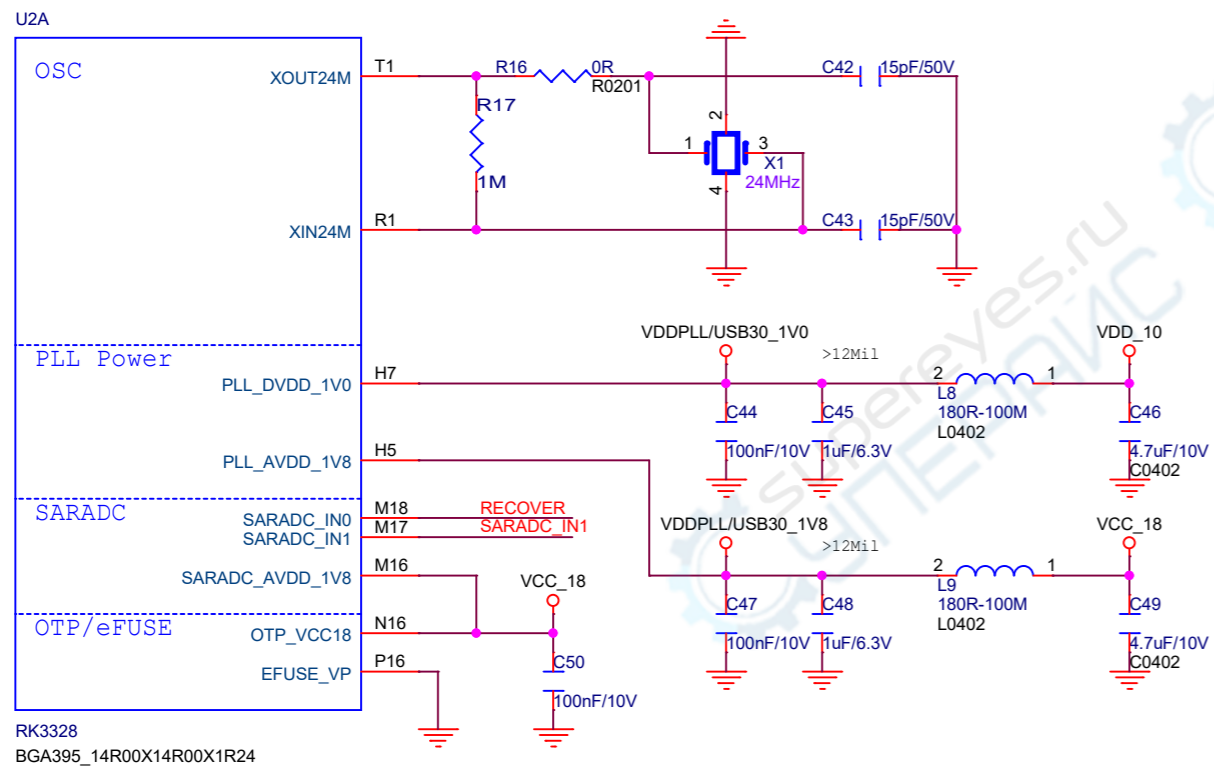 U2A
OSC
XOUT24M
T1
R16
0R
R0201
C42
15pF/50V
R17
1M
2
1
3
X1
24MHz
4
XIN24M
R1
C43
15pF/50V
PLL Power
VDDPLL/USB30_1V0
>12Mil
VDD_10
PLL_DVDD_1V0
H7
2
1
L8
180R-100M
L0402
C44
100nF/10V
C45
1uF/6.3V
C46
4.7uF/10V
C0402
PLL_AVDD_1V8
H5
SARADC
SARADC_IN0
M18
RECOVER
SARADC_IN1
M17
SARADC_IN1
VDDPLL/USB30_1V8
>12Mil
VCC_18
SARADC_AVDD_1V8
M16
VCC_18
2
1
L9
180R-100M
L0402
C47
100nF/10V
C48
1uF/6.3V
C49
4.7uF/10V
C0402
OTP/eFUSE
OTP_VCC18
N16
EFUSE_VP
P16
C50
100nF/10V
RK3328
BGA395_14R00X14R00X1R24
supereyes.ru
СУПЕРАЙС